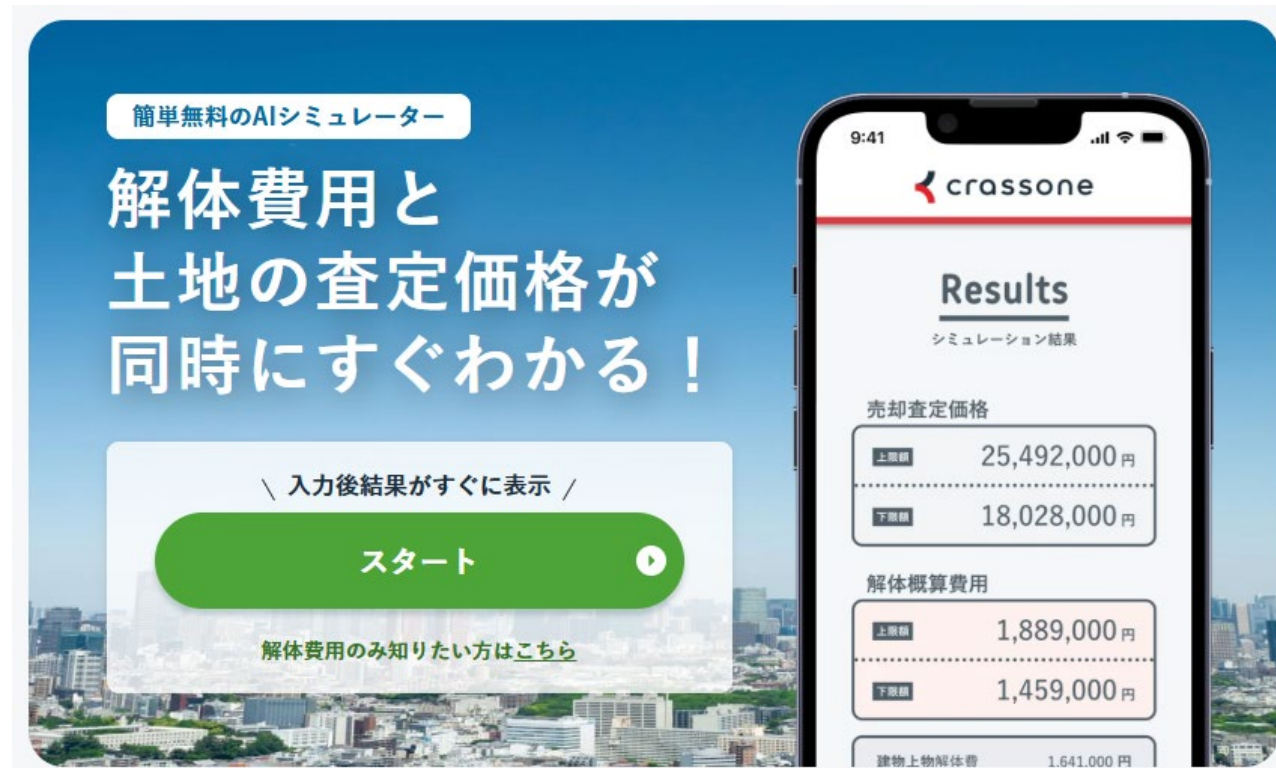 簡単無料のAIシミュレーター
解体費用と
土地の査定価格が
同時にすぐわかる！
\ 入力後結果がすぐに表示 /
スタート
解体費用のみ知りたい方はこちら
9:41
crassone
Results
シミュレーション結果
売却査定価格
上限額 25,492,000円
下限額 18,028,000円
解体概算費用
上限額 1,889,000円
下限額 1,459,000円
建物上物解体費 1,641,000 円